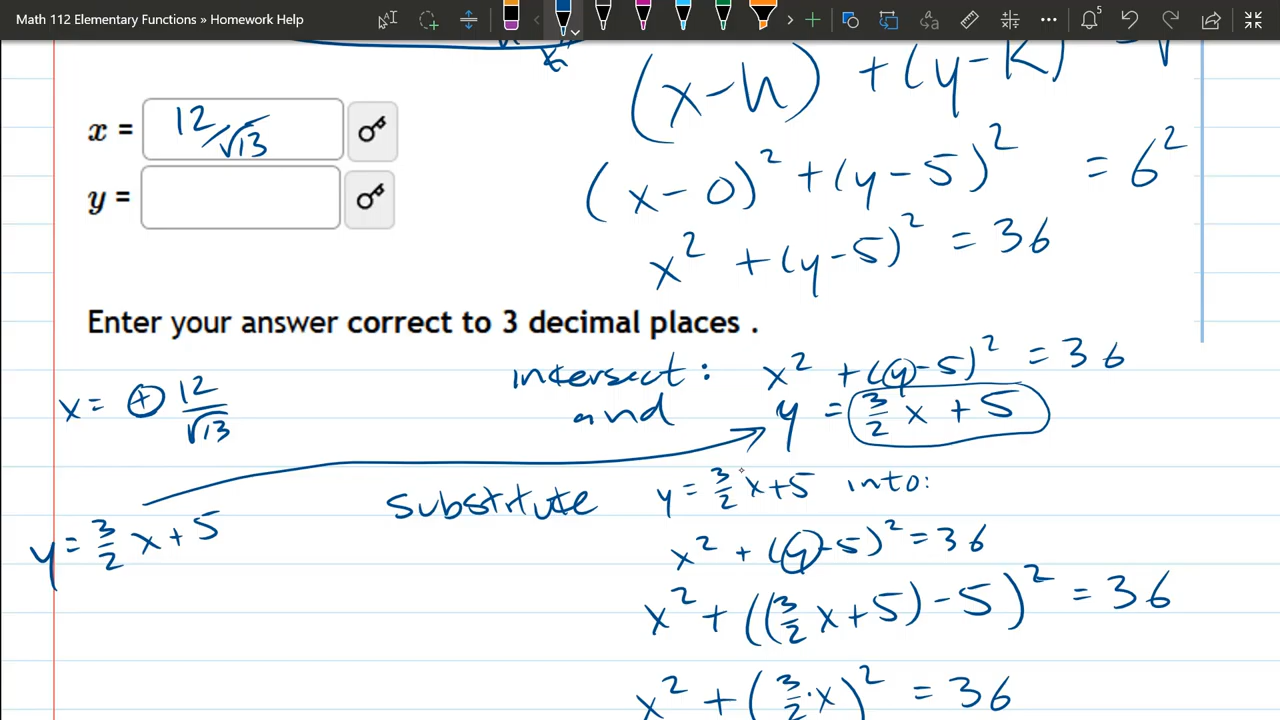 Math 112 Elementary Functions » Homework Help
5
(x-h) +(y-k)
x = 12/√13
(x-0)² +(y-5)² = 6²
y =
x² +(y-5)² = 36
Enter your answer correct to 3 decimal places .
intersect: x² +(y-5)² = 36
x = + 12/√13
and y = 3/2 x + 5
substitute y = 3/2 x+5 into:
y = 3/2 x + 5
x² + (y-5)² = 36
x² + ((3/2 x+5) - 5)² = 36
x² + (3/2 · x)² = 36